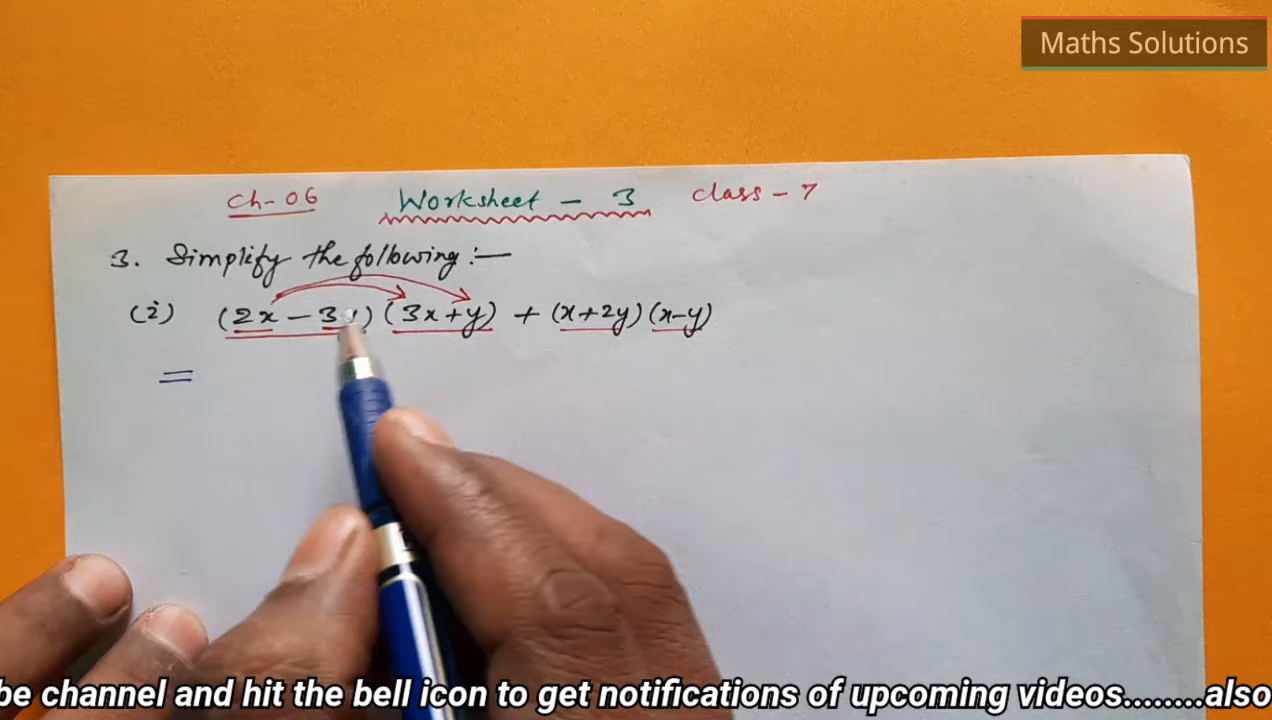 Maths Solutions
Ch-06 Worksheet - 3 Class - 7
3. Simplify the following :—
(i) (2x - 3y) (3x + y) + (x + 2y) (x - y)
=
be channel and hit the bell icon to get notifications of upcoming videos........also